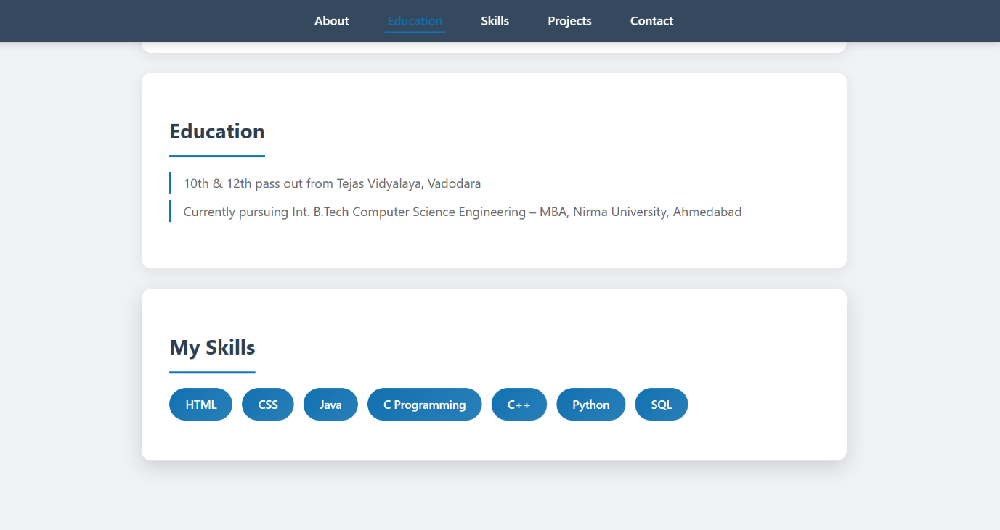 About Education Skills Projects Contact
Education
10th & 12th pass out from Tejas Vidyalaya, Vadodara
Currently pursuing Int. B.Tech Computer Science Engineering – MBA, Nirma University, Ahmedabad
My Skills
HTML CSS Java C Programming C++ Python SQL